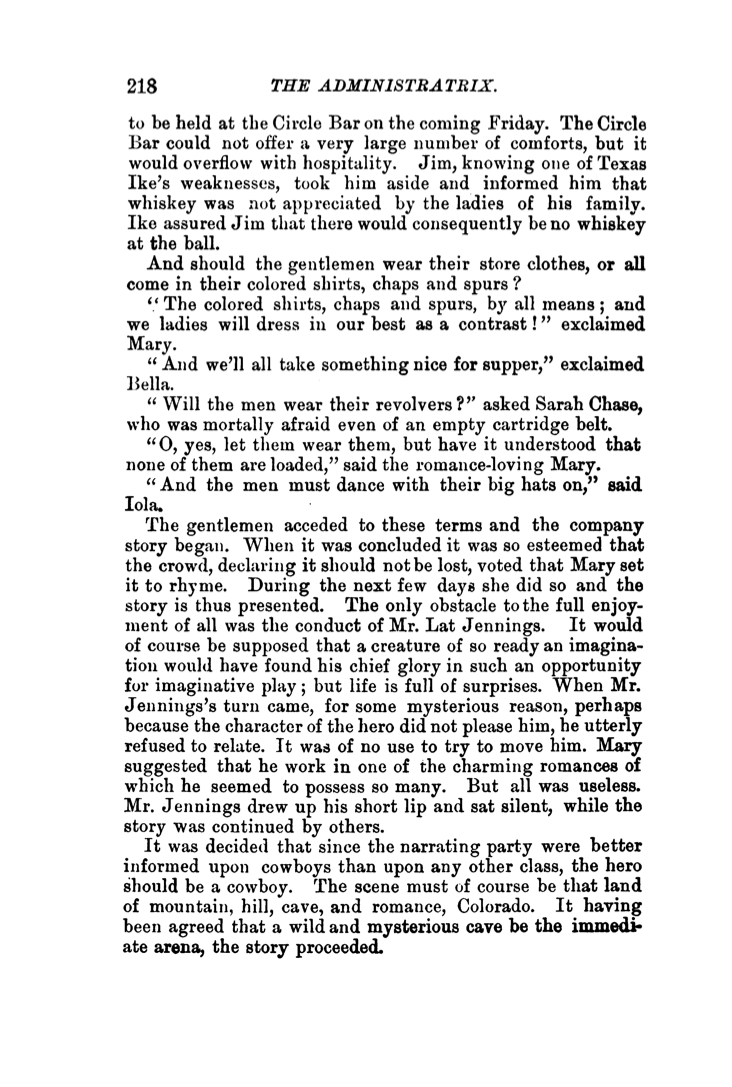 218 THE ADMINISTRATRIX.
to be held at the Circle Bar on the coming Friday. The Circle
Bar could not offer a very large number of comforts, but it
would overflow with hospitality. Jim, knowing one of Texas
Ike's weaknesses, took him aside and informed him that
whiskey was not appreciated by the ladies of his family.
Ike assured Jim that there would consequently be no whiskey
at the ball.
And should the gentlemen wear their store clothes, or all
come in their colored shirts, chaps and spurs?
"The colored shirts, chaps and spurs, by all means; and
we ladies will dress in our best as a contrast!" exclaimed
Mary.
"And we'll all take something nice for supper," exclaimed
Bella.
"Will the men wear their revolvers?" asked Sarah Chase,
who was mortally afraid even of an empty cartridge belt.
"O, yes, let them wear them, but have it understood that
none of them are loaded," said the romance-loving Mary.
"And the men must dance with their big hats on," said
Iola.
The gentlemen acceded to these terms and the company
story began. When it was concluded it was so esteemed that
the crowd, declaring it should not be lost, voted that Mary set
it to rhyme. During the next few days she did so and the
story is thus presented. The only obstacle to the full enjoy-
ment of all was the conduct of Mr. Lat Jennings. It would
of course be supposed that a creature of so ready an imagina-
tion would have found his chief glory in such an opportunity
for imaginative play; but life is full of surprises. When Mr.
Jennings's turn came, for some mysterious reason, perhaps
because the character of the hero did not please him, he utterly
refused to relate. It was of no use to try to move him. Mary
suggested that he work in one of the charming romances of
which he seemed to possess so many. But all was useless.
Mr. Jennings drew up his short lip and sat silent, while the
story was continued by others.
It was decided that since the narrating party were better
informed upon cowboys than upon any other class, the hero
should be a cowboy. The scene must of course be that land
of mountain, hill, cave, and romance, Colorado. It having
been agreed that a wild and mysterious cave be the immedi-
ate arena, the story proceeded.